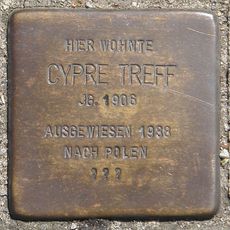 HIER WOHNTE
CYPRE TREFF
JG. 1906
AUSGEWIESEN 1938
NACH POLEN
???